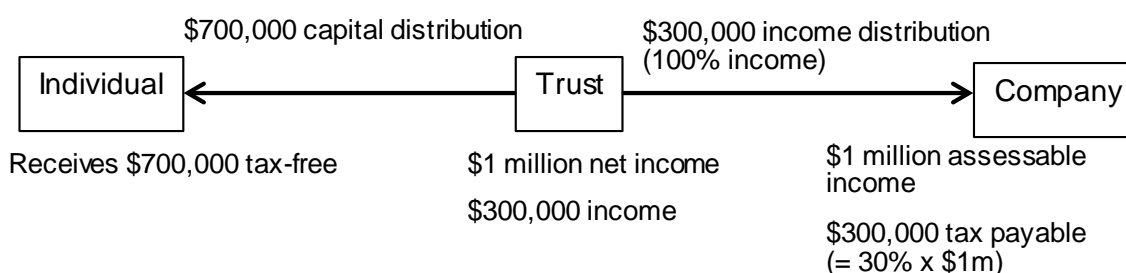 $700,000 capital distribution
$300,000 income distribution
(100% income)
Individual
Trust
Company
Receives $700,000 tax-free
$1 million net income
$300,000 income
$1 million assessable
income
$300,000 tax payable
(= 30% x $1m)